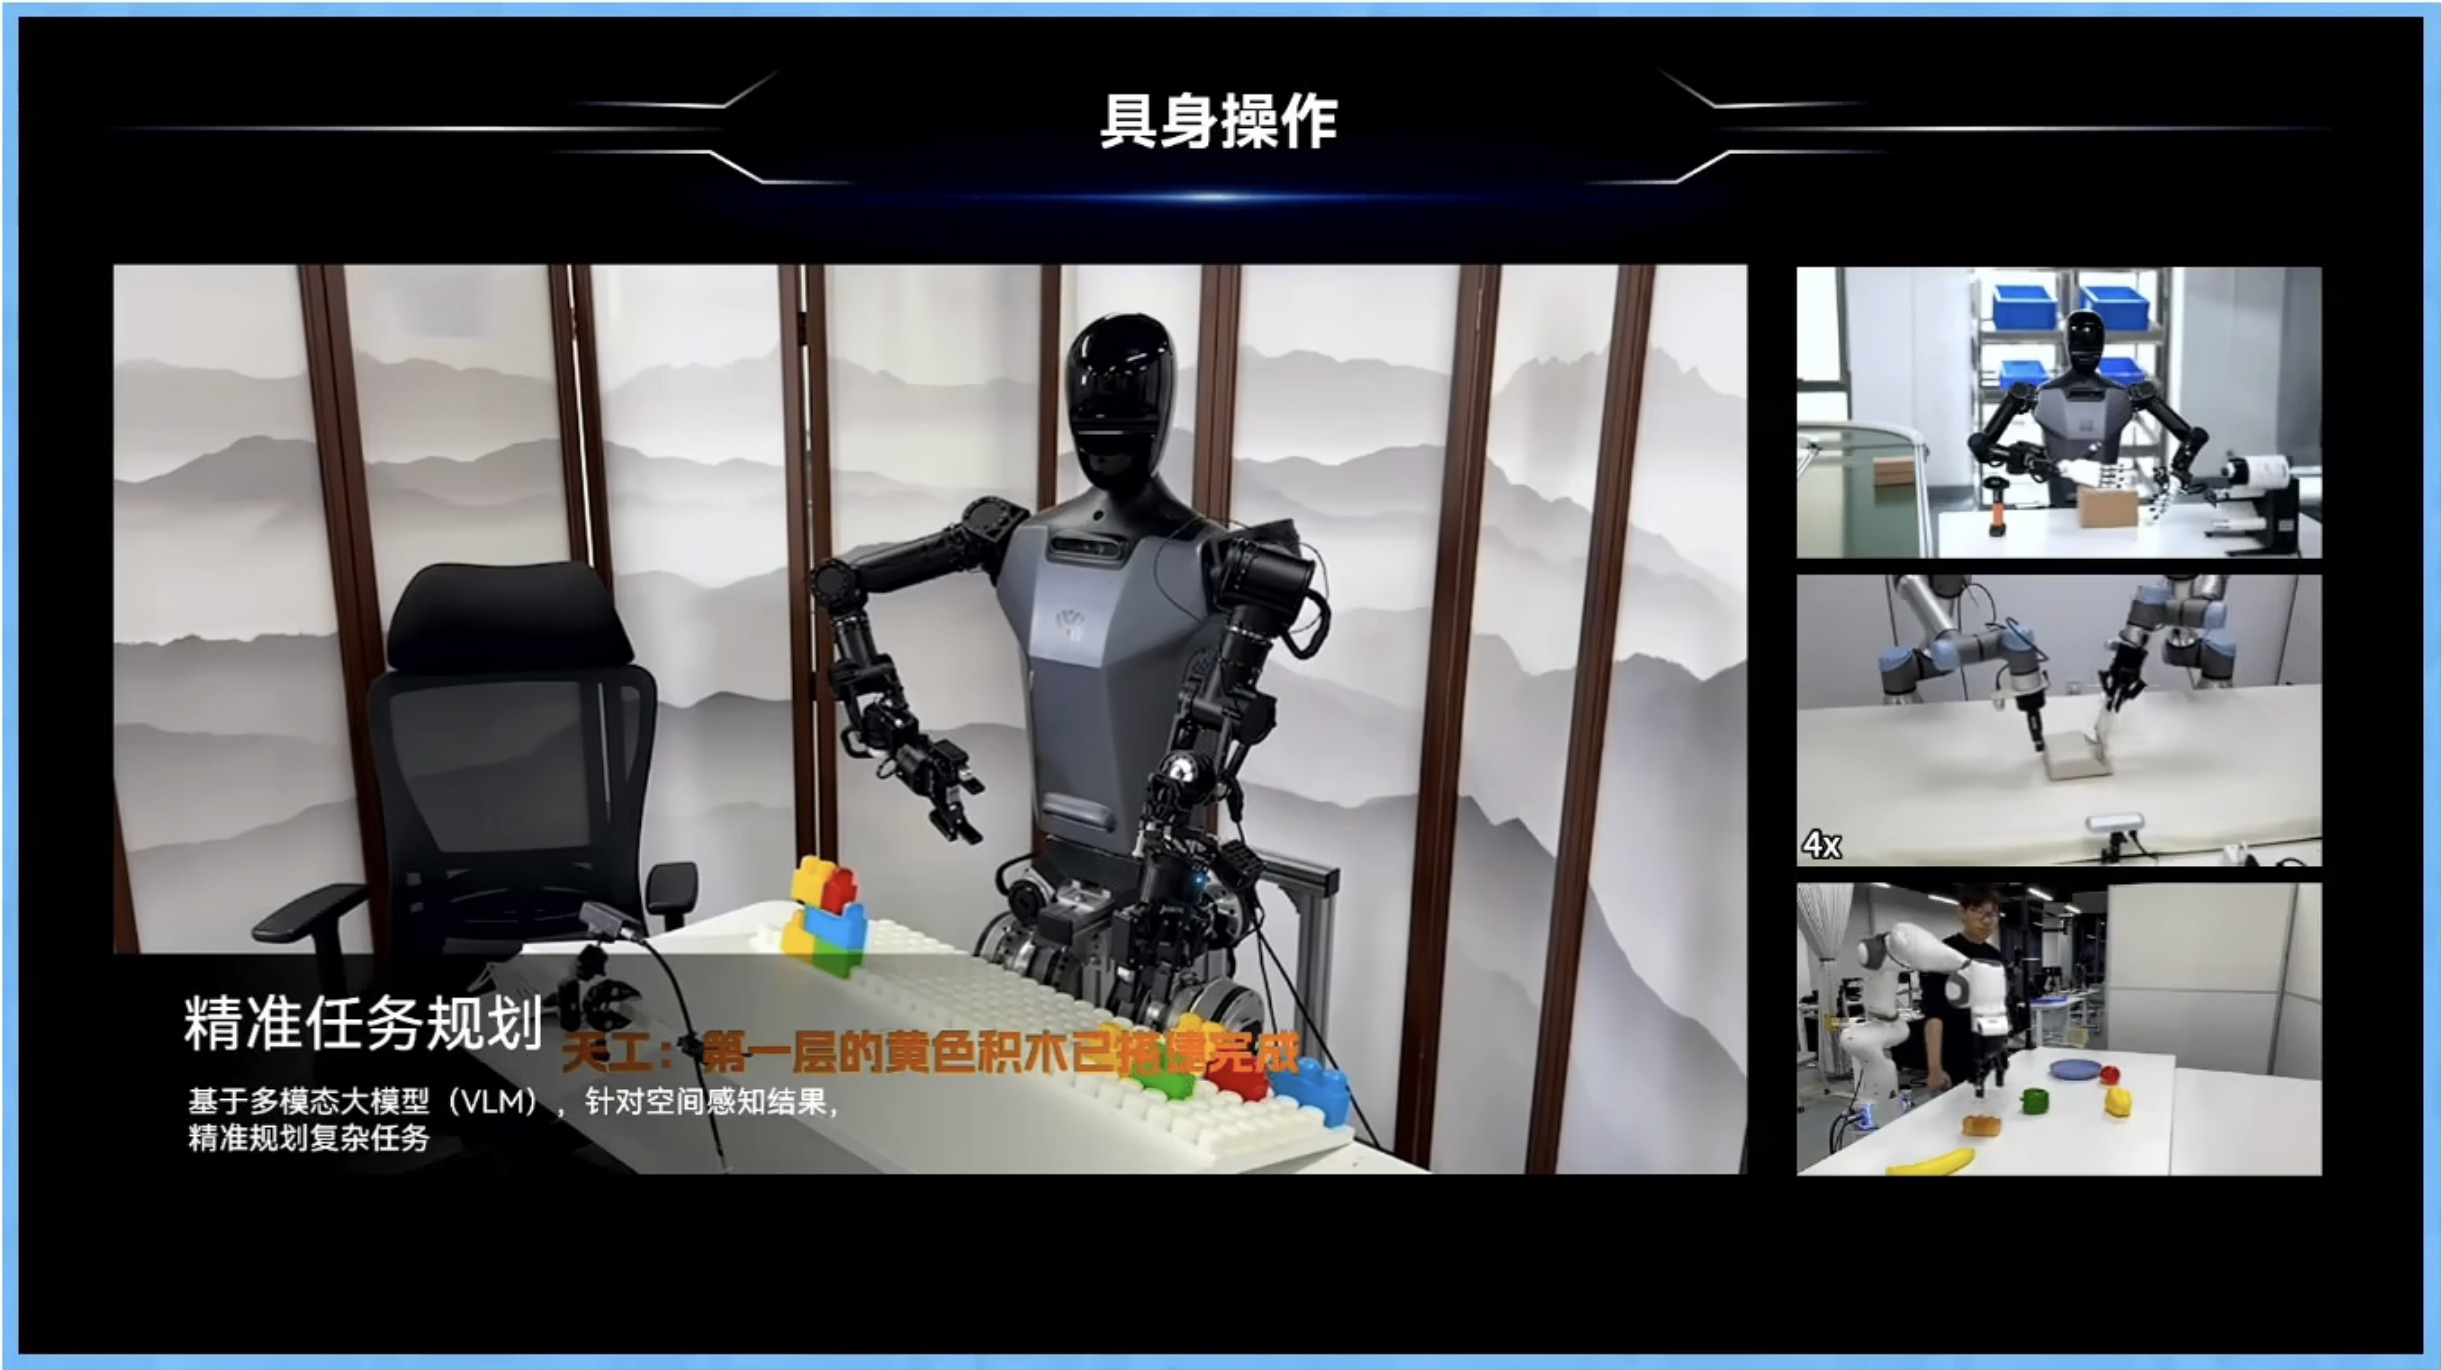 具身操作
精准任务规划
天工：第一层的黄色积木已搭建完成
基于多模态大模型（VLM），针对空间感知结果，
精准规划复杂任务
4x